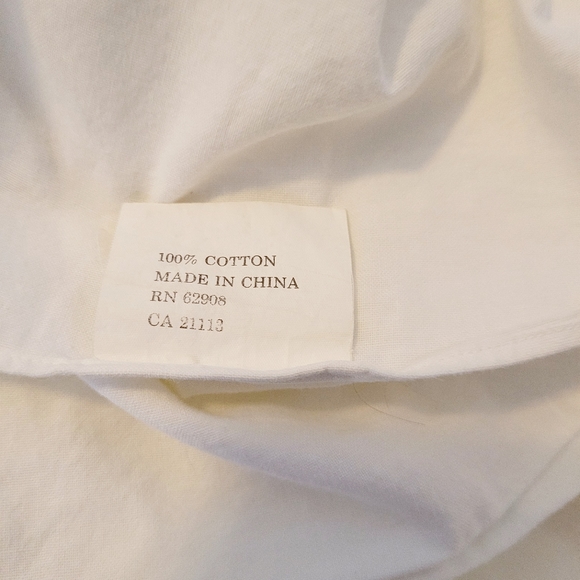 100% COTTON
MADE IN CHINA
RN 62908
CA 21113